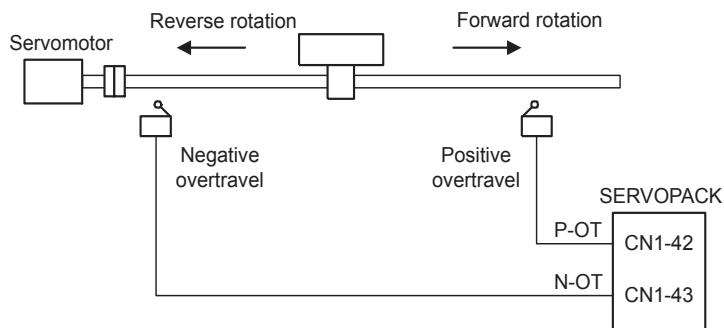 Reverse rotation
Forward rotation
Servomotor
Negative
overtravel
Positive
overtravel
SERVOPACK
P-OT
CN1-42
N-OT
CN1-43